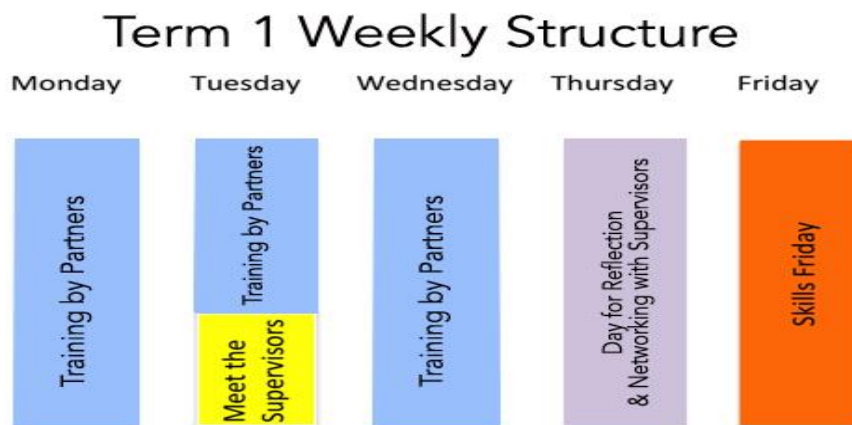 Term 1 Weekly Structure
Monday Tuesday Wednesday Thursday Friday
Training by Partners
Training by Partners
Meet the
Supervisors
Training by Partners
Day for Reflection
& Networking with Supervisors
Skills Friday